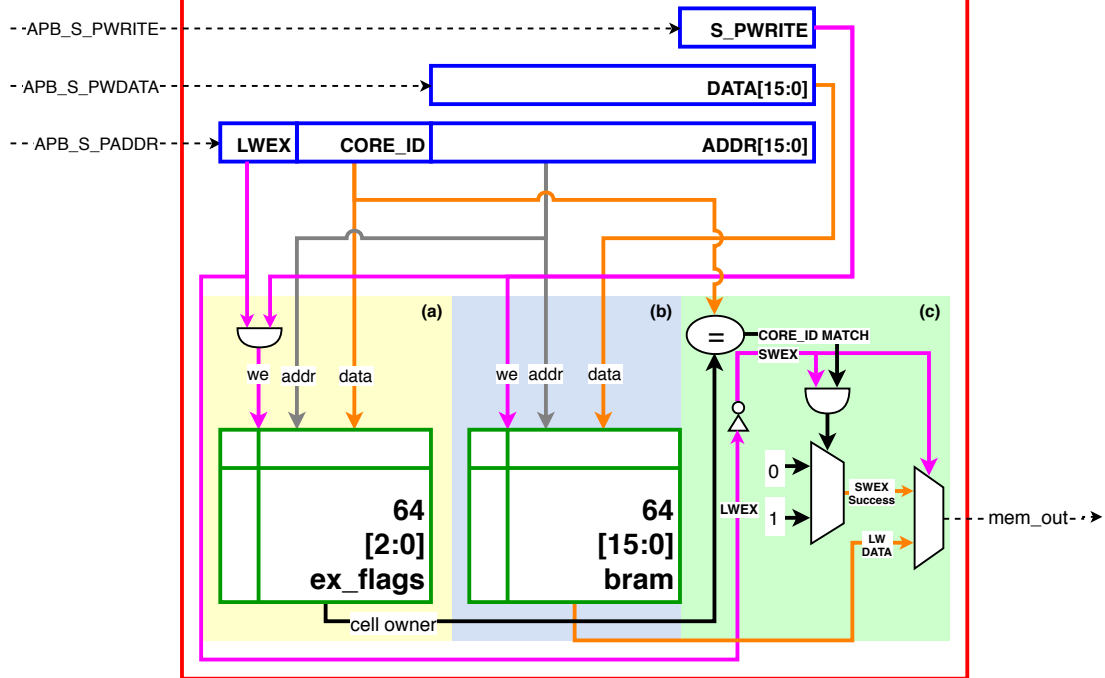 APB_S_PWRITE
S_PWRITE
APB_S_PWDATA
DATA[15:0]
APB_S_PADDR
LWEX
CORE_ID
ADDR[15:0]
(a)
(b)
(c)
=
CORE_ID MATCH
SWEX
we
addr
data
we
addr
data
0
1
LWEX
SWEX
Success
LW
DATA
mem_out
64
[2:0]
ex_flags
64
[15:0]
bram
cell owner